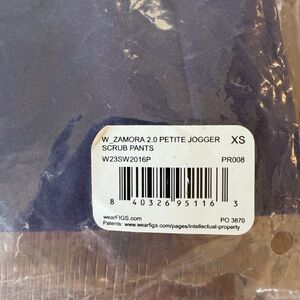 W_ZAMORA 2.0 PETITE JOGGER XS
SCRUB PANTS
W23SW2016P PR008
8 40326 95116 3
wearFIGS.com PO 3870
Patents: www.wearfigs.com/pages/intellectual-property